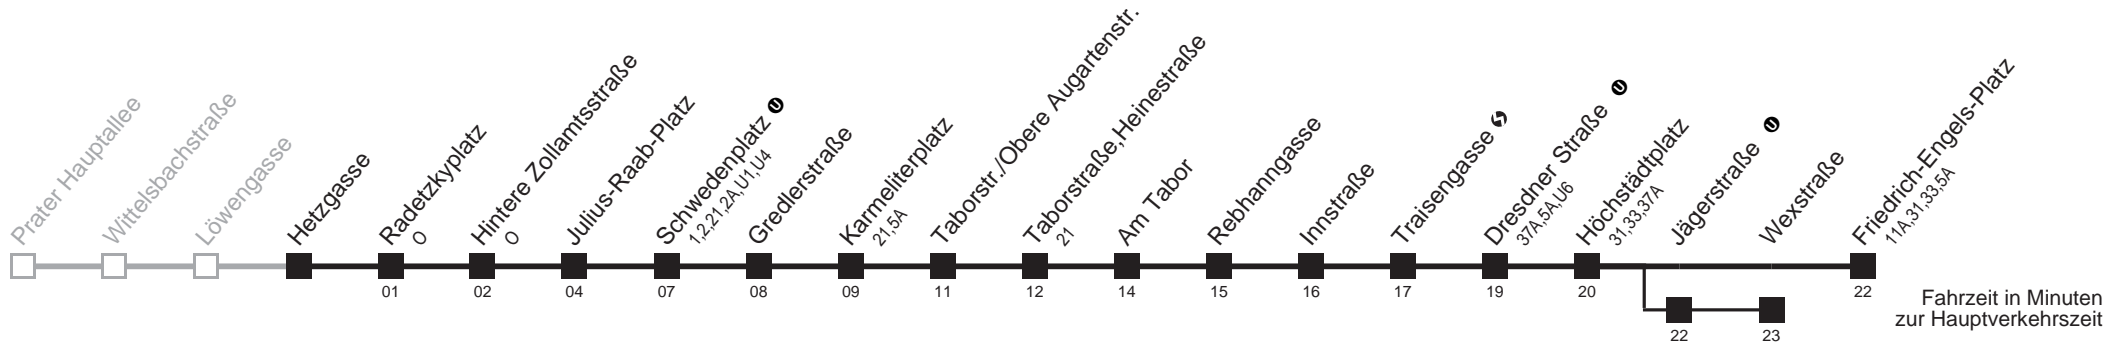 Prater Hauptallee
Wittelsbachstraße
Löwengasse
Hetzgasse
Radetzkyplatz
O
Hintere Zollamtsstraße
O
Julius-Raab-Platz
Schwedenplatz U
1,2,21,2A,U1,U4
Gredlerstraße
Karmeliterplatz
21,5A
Taborstr./Obere Augartenstr.
Taborstraße,Heinestraße
21
Am Tabor
Rebhanngasse
Innstraße
Traisengasse
Dresdner Straße U
37A,5A,U6
Höchstädtplatz
31,33,37A
Jägerstraße U
Wexstraße
Friedrich-Engels-Platz
11A,31,33,5A
01 02 04 07 08 09 11 12 14 15 16 17 19 20 22
22 23
Fahrzeit in Minuten
zur Hauptverkehrszeit